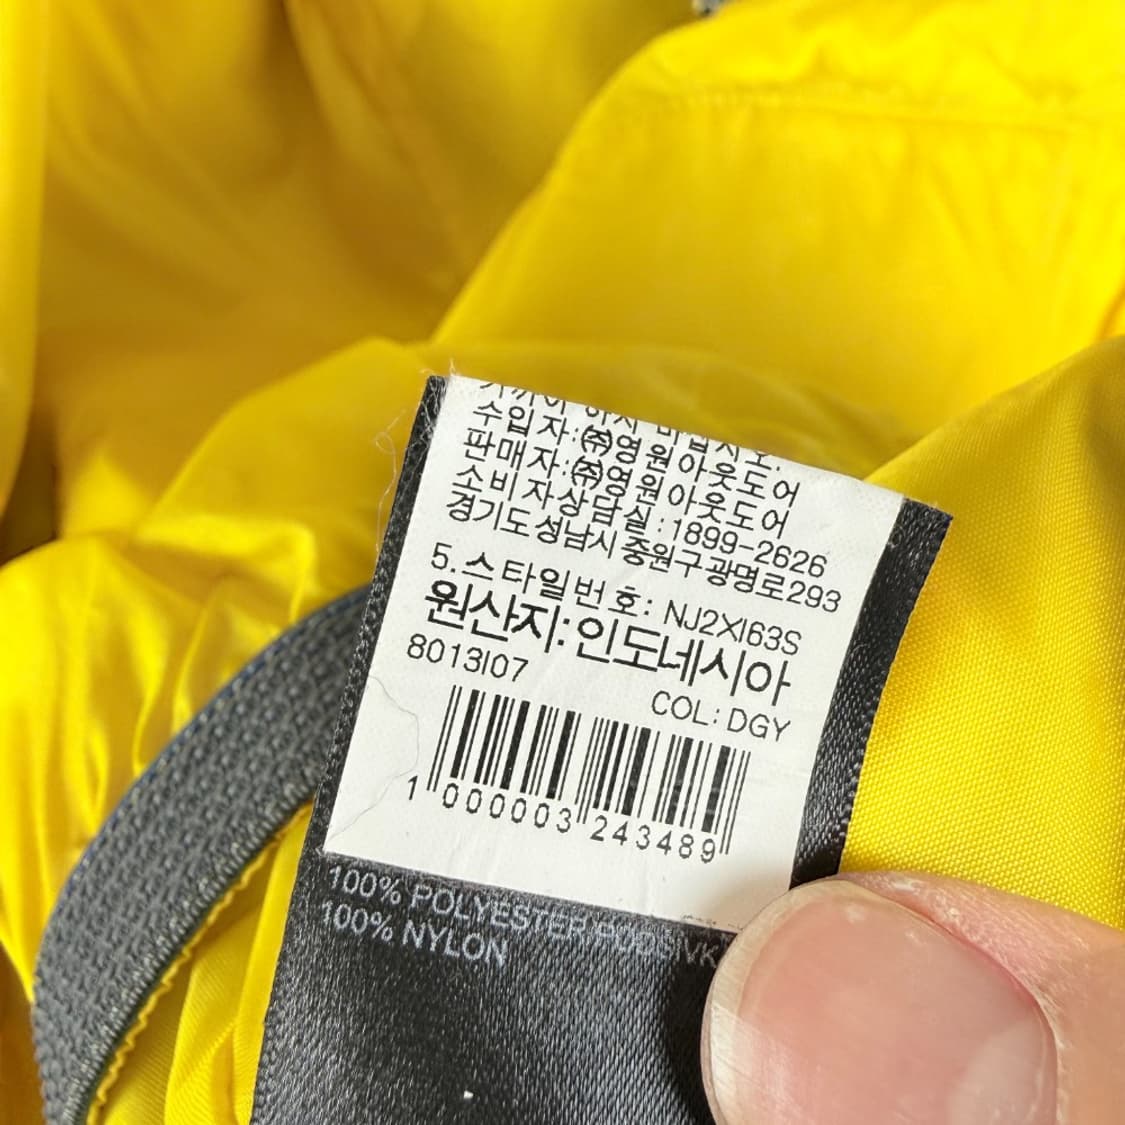 수입자:㈜영원아웃도어
판매자:㈜영원아웃도어
소비자상담실:1899-2626
경기도성남시 중원구 광명로293
5.스타일번호: NJ2XI63S
원산지:인도네시아
8013I07
COL: DGY
1 000003 243489
100% POLYESTER
100% NYLON